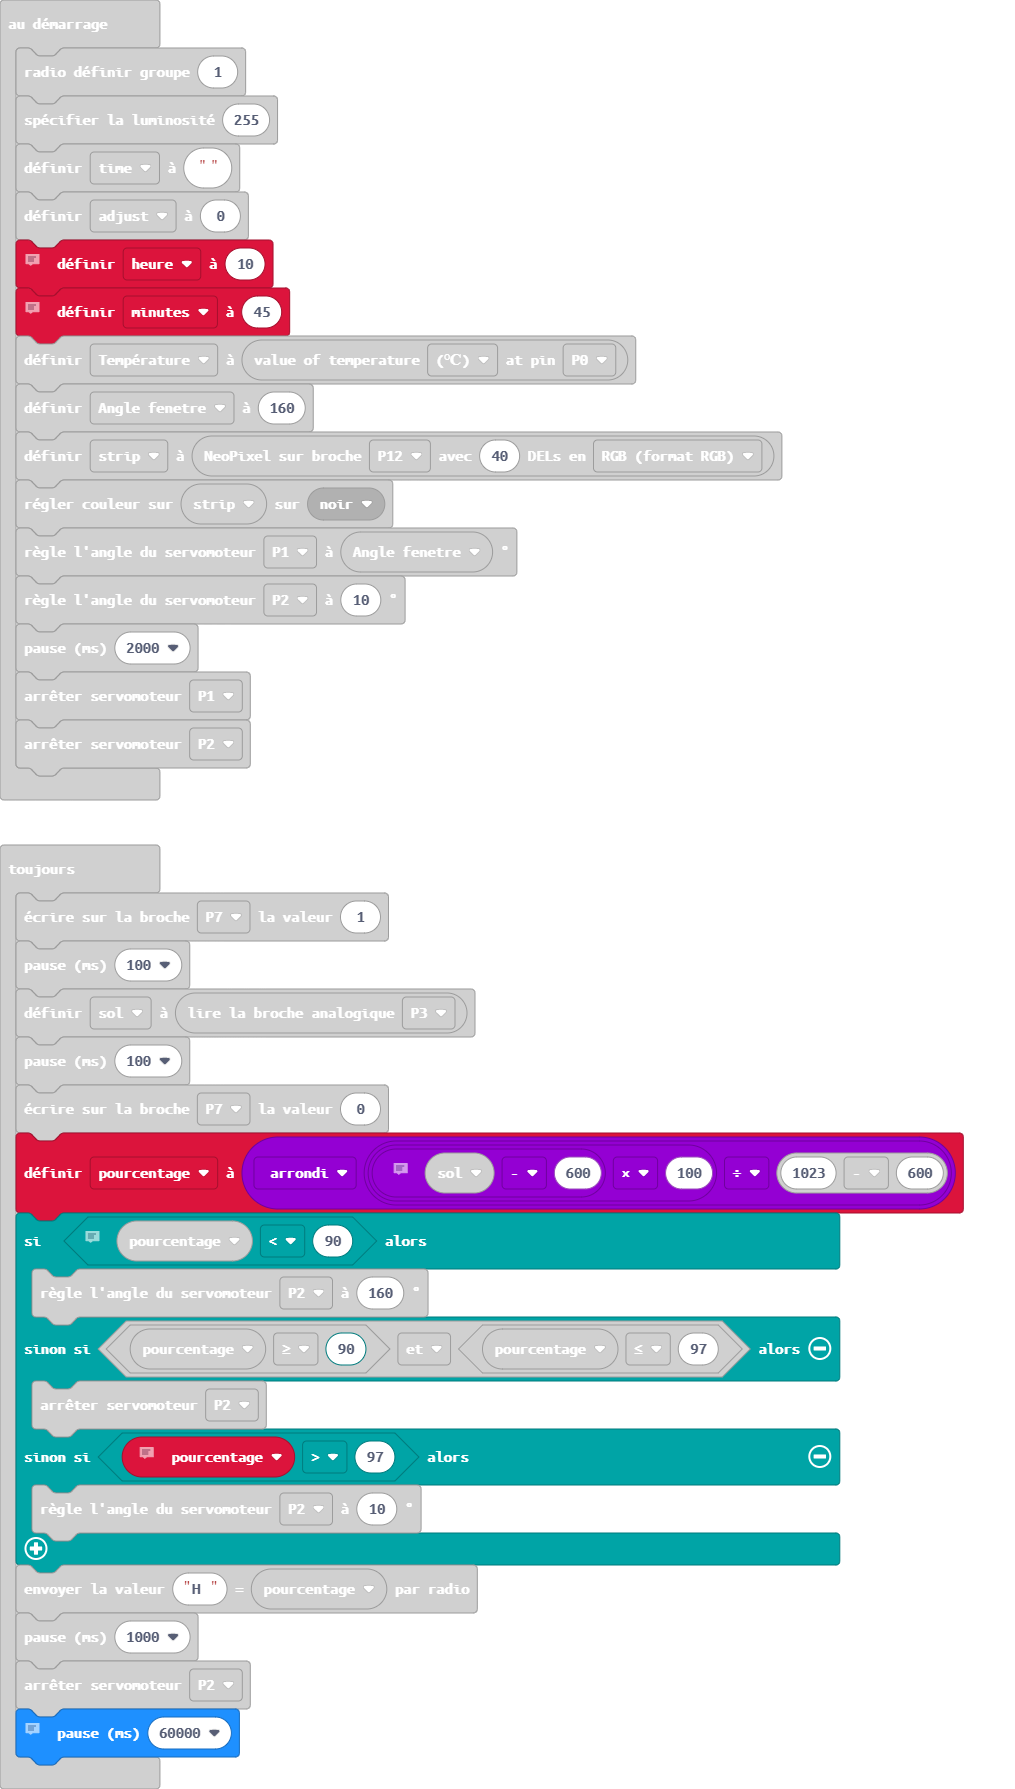 au démarrage
radio définir groupe 1
spécifier la luminosité 255
définir time à " "
définir adjust à 0
définir heure à 10
définir minutes à 45
définir Température à value of temperature (℃) at pin P0
définir Angle fenetre à 160
définir strip à NeoPixel sur broche P12 avec 40 DELs en RGB (format RGB)
régler couleur sur strip sur noir
règle l'angle du servomoteur P1 à Angle fenetre °
règle l'angle du servomoteur P2 à 10 °
pause (ms) 2000
arrêter servomoteur P1
arrêter servomoteur P2
toujours
écrire sur la broche P7 la valeur 1
pause (ms) 100
définir sol à lire la broche analogique P3
pause (ms) 100
écrire sur la broche P7 la valeur 0
définir pourcentage à arrondi sol - 600 x 100 ÷ 1023 - 600
si pourcentage < 90 alors
règle l'angle du servomoteur P2 à 160 °
sinon si pourcentage ≥ 90 et pourcentage ≤ 97 alors
arrêter servomoteur P2
sinon si pourcentage > 97 alors
règle l'angle du servomoteur P2 à 10 °
envoyer la valeur "H " = pourcentage par radio
pause (ms) 1000
arrêter servomoteur P2
pause (ms) 60000